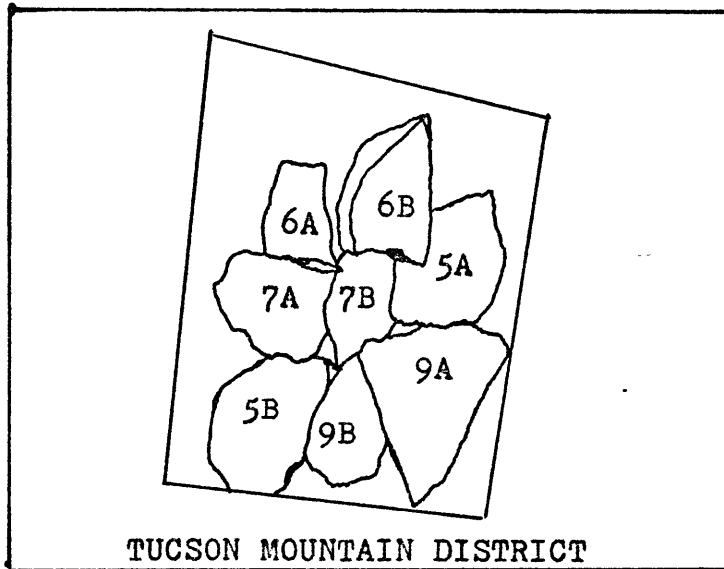 6A
6B
5A
7A
7B
9A
5B
9B
TUCSON MOUNTAIN DISTRICT